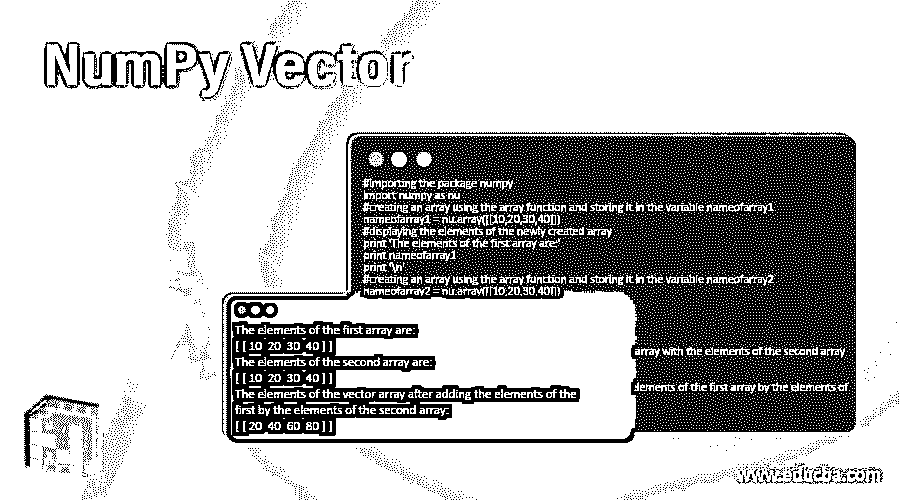 NumPy Vector
#importing the package numpy
import numpy as nu
#creating an array using the array function and storing it in the variable nameofarray1
nameofarray1 = nu.array([[10,20,30,40]])
#displaying the elements of the newly created array
print 'The elements of the first array are:'
print nameofarray1
print '\n'
#creating an array using the array function and storing it in the variable nameofarray2
nameofarray2 = nu.array([[10,20,30,40]])
array with the elements of the second array
elements of the first array by the elements of
The elements of the first array are:
[ [ 10 20 30 40 ] ]
The elements of the second array are:
[ [ 10 20 30 40 ] ]
The elements of the vector array after adding the elements of the
first by the elements of the second array:
[ [ 20 40 60 80 ] ]
www.educba.com